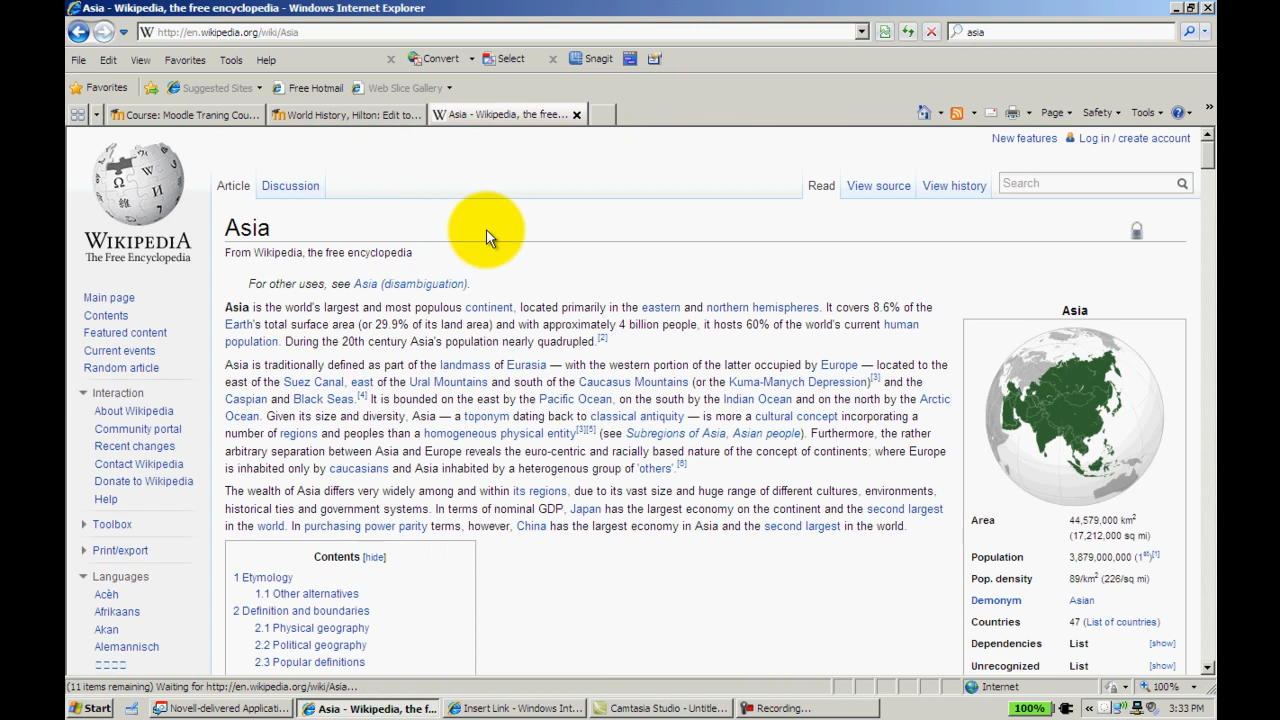 Asia - Wikipedia, the free encyclopedia - Windows Internet Explorer
http://en.wikipedia.org/wiki/Asia
asia
File Edit View Favorites Tools Help
Convert Select Snagit
Favorites Suggested Sites Free Hotmail Web Slice Gallery
Course: Moodle Traning Cou... World History, Hilton: Edit to... Asia - Wikipedia, the free... Page Safety Tools
New features Log in / create account
Article Discussion Read View source View history Search
WIKIPEDIA
The Free Encyclopedia
Main page
Contents
Featured content
Current events
Random article
Interaction
About Wikipedia
Community portal
Recent changes
Contact Wikipedia
Donate to Wikipedia
Help
Toolbox
Print/export
Languages
Acèh
Afrikaans
Akan
Alemannisch
Asia
From Wikipedia, the free encyclopedia
For other uses, see Asia (disambiguation).
Asia is the world's largest and most populous continent, located primarily in the eastern and northern hemispheres. It covers 8.6% of the
Earth's total surface area (or 29.9% of its land area) and with approximately 4 billion people, it hosts 60% of the world's current human
population. During the 20th century Asia's population nearly quadrupled.[2]
Asia is traditionally defined as part of the landmass of Eurasia — with the western portion of the latter occupied by Europe — located to the
east of the Suez Canal, east of the Ural Mountains and south of the Caucasus Mountains (or the Kuma-Manych Depression)[3] and the
Caspian and Black Seas.[4] It is bounded on the east by the Pacific Ocean, on the south by the Indian Ocean and on the north by the Arctic
Ocean. Given its size and diversity, Asia — a toponym dating back to classical antiquity — is more a cultural concept incorporating a
number of regions and peoples than a homogeneous physical entity[3][5] (see Subregions of Asia, Asian people). Furthermore, the rather
arbitrary separation between Asia and Europe reveals the euro-centric and racially based nature of the concept of continents; where Europe
is inhabited only by caucasians and Asia inhabited by a heterogenous group of 'others'.[6]
The wealth of Asia differs very widely among and within its regions, due to its vast size and huge range of different cultures, environments,
historical ties and government systems. In terms of nominal GDP, Japan has the largest economy on the continent and the second largest
in the world. In purchasing power parity terms, however, China has the largest economy in Asia and the second largest in the world.
Contents [hide]
1 Etymology
1.1 Other alternatives
2 Definition and boundaries
2.1 Physical geography
2.2 Political geography
2.3 Popular definitions
Asia
Area 44,579,000 km2
(17,212,000 sq mi)
Population 3,879,000,000 (1st)[1]
Pop. density 89/km2 (226/sq mi)
Demonym Asian
Countries 47 (List of countries)
Dependencies List [show]
Unrecognized List [show]
(11 items remaining) Waiting for http://en.wikipedia.org/wiki/Asia... Internet 100%
Start Novell-delivered Applicati... Asia - Wikipedia, the f... Insert Link - Windows Int... Camtasia Studio - Untitle... Recording... 100% 3:33 PM